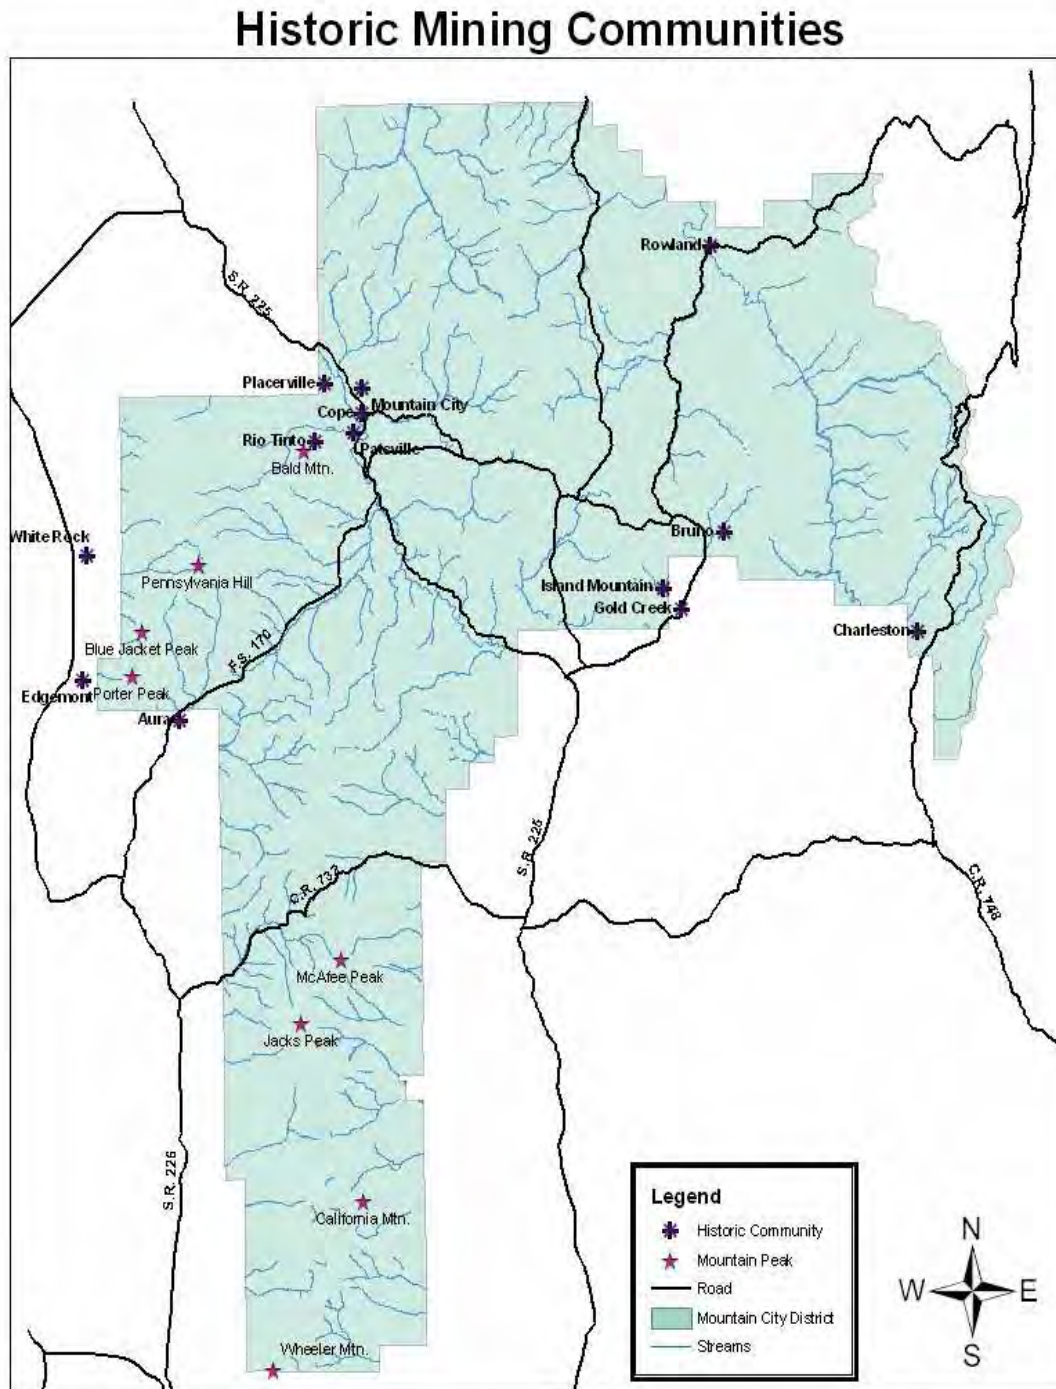 Historic Mining Communities
Rowland
S.R. 225
Placerville
Mountain City
Cope
Rio Tinto
Patsville
Bald Mtn.
White Rock
Bruno
Pennsylvania Hill
Island Mountain
Gold Creek
Charleston
Blue Jacket Peak
F.S. 170
Edgemont
Porter Peak
Aura
S.R. 225
C.R. 732
C.R. 748
McAfee Peak
Jacks Peak
S.R. 226
California Mtn.
Wheeler Mtn.
Legend
Historic Community
Mountain Peak
Road
Mountain City District
Streams
N
W
E
S